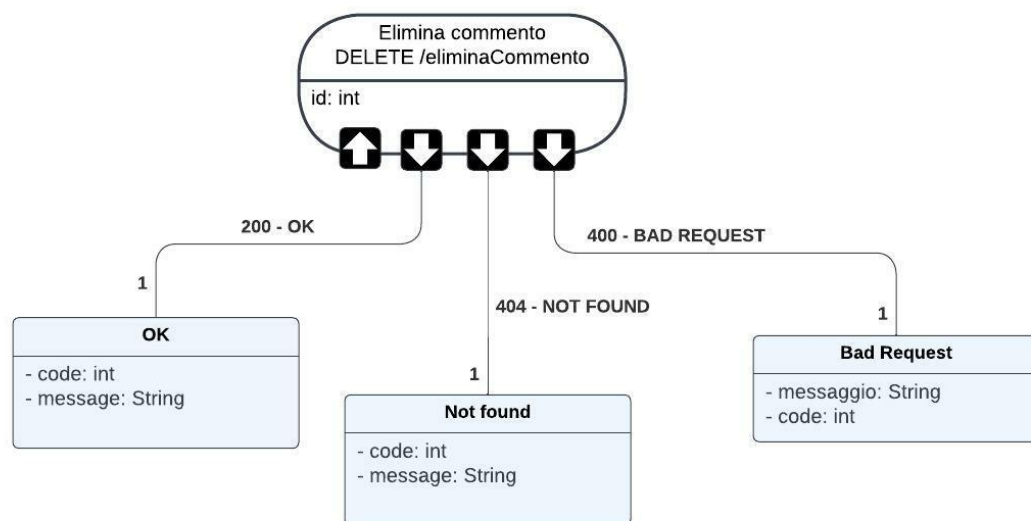 Elimina commento
DELETE /eliminaCommento
id: int
200 - OK
400 - BAD REQUEST
404 - NOT FOUND
1
1
1
OK
- code: int
- message: String
Not found
- code: int
- message: String
Bad Request
- messaggio: String
- code: int